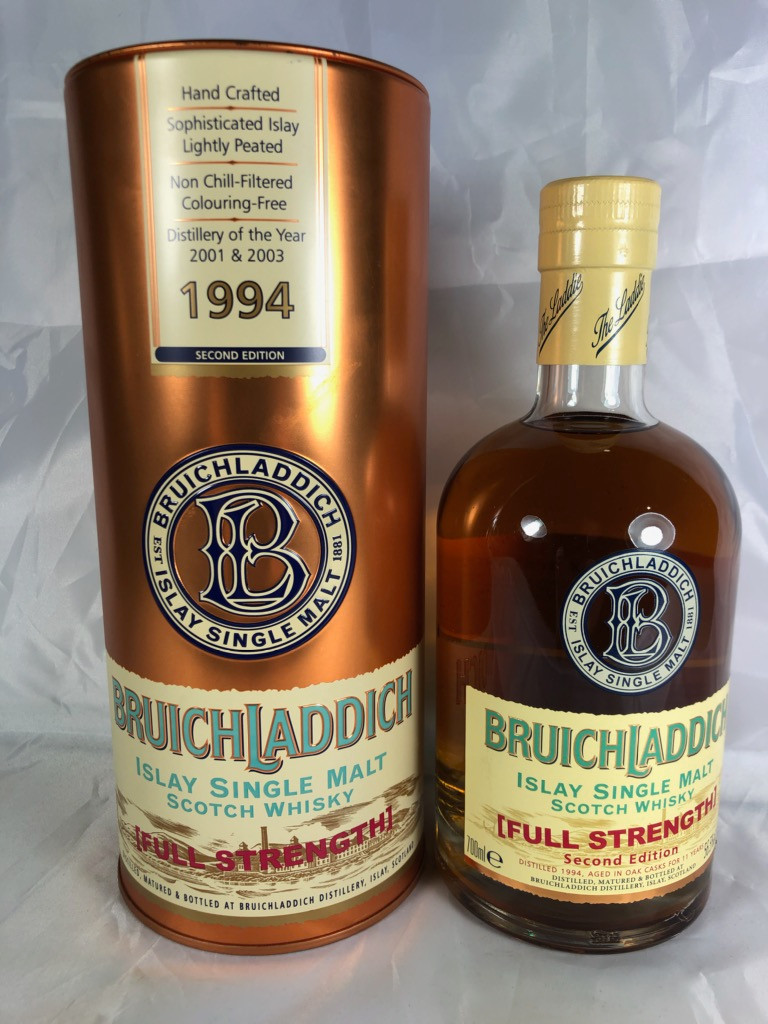 Hand Crafted
Sophisticated Islay
Lightly Peated
Non Chill-Filtered
Colouring-Free
Distillery of the Year
2001 & 2003
1994
SECOND EDITION
BRUICHLADDICH
EST 1881
ISLAY SINGLE MALT
BRUICHLADDICH
ISLAY SINGLE MALT
SCOTCH WHISKY
[FULL STRENGTH]
MATURED & BOTTLED AT BRUICHLADDICH DISTILLERY, ISLAY, SCOTLAND
The Laddie
The Laddie
BRUICHLADDICH
EST 1881
ISLAY SINGLE MALT
BRUICHLADDICH
ISLAY SINGLE MALT
SCOTCH WHISKY
[FULL STRENGTH]
Second Edition
700ml e
DISTILLED 1994, AGED IN OAK CASKS FOR 11 YEARS
DISTILLED, MATURED & BOTTLED AT
BRUICHLADDICH DISTILLERY, ISLAY, SCOTLAND